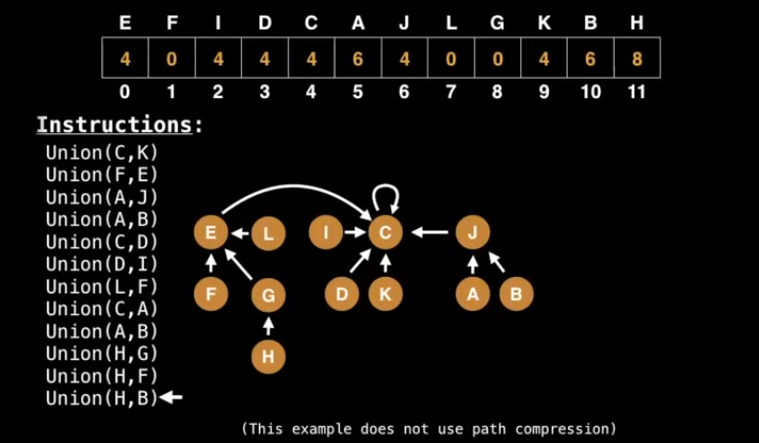 E F I D C A J L G K B H
4 0 4 4 4 6 4 0 0 4 6 8
0 1 2 3 4 5 6 7 8 9 10 11
Instructions:
Union(C,K)
Union(F,E)
Union(A,J)
Union(A,B)
Union(C,D)
Union(D,I)
Union(L,F)
Union(C,A)
Union(A,B)
Union(H,G)
Union(H,F)
Union(H,B)
E L I C J
F G D K A B
H
(This example does not use path compression)